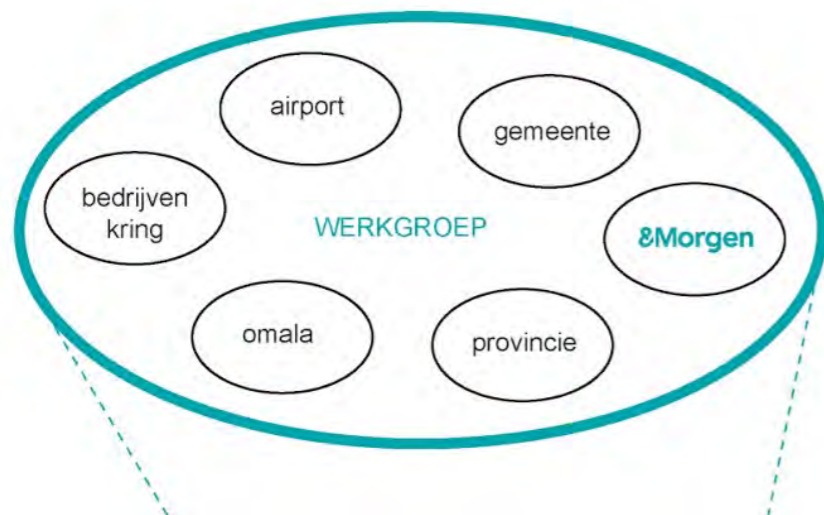 airport
gemeente
bedrijven
kring
WERKGROEP
&Morgen
omala
provincie